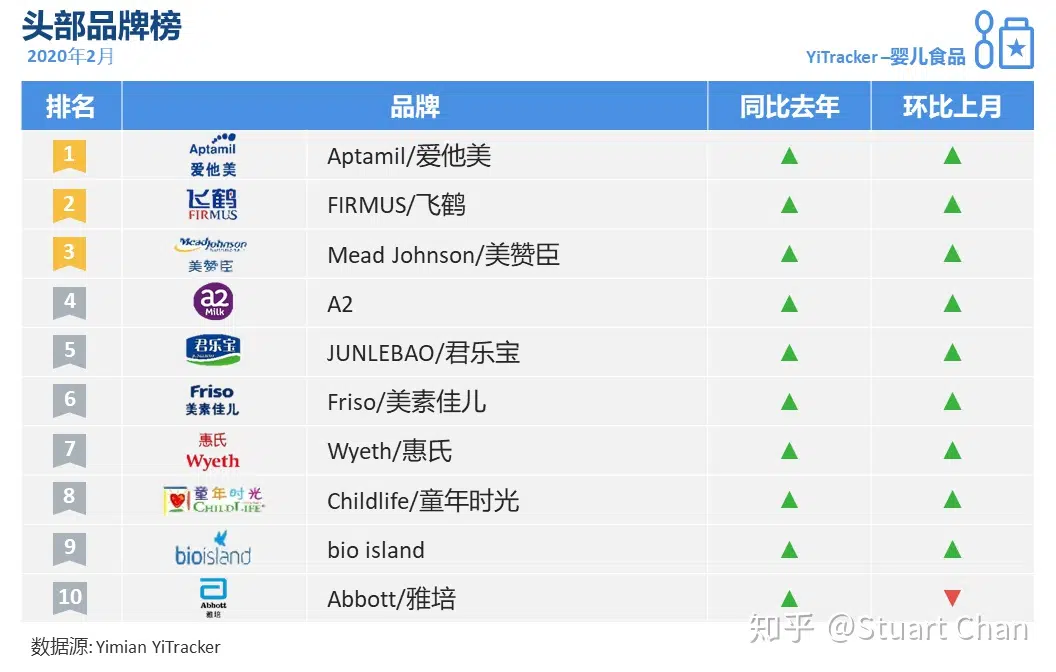 头部品牌榜
2020年2月
YiTracker –婴儿食品
排名 品牌 同比去年 环比上月
1 Aptamil 爱他美 Aptamil/爱他美 ▲ ▲
2 飞鹤 FIRMUS FIRMUS/飞鹤 ▲ ▲
3 MeadJohnson 美赞臣 Mead Johnson/美赞臣 ▲ ▲
4 a2 Milk A2 ▲ ▲
5 君乐宝 JUNLEBAO/君乐宝 ▲ ▲
6 Friso 美素佳儿 Friso/美素佳儿 ▲ ▲
7 惠氏 Wyeth Wyeth/惠氏 ▲ ▲
8 童年时光 CHILDLIFE Childlife/童年时光 ▲ ▲
9 bioisland bio island ▲ ▲
10 Abbott 雅培 Abbott/雅培 ▲ ▼
数据源: Yimian YiTracker
知乎 @Stuart Chan